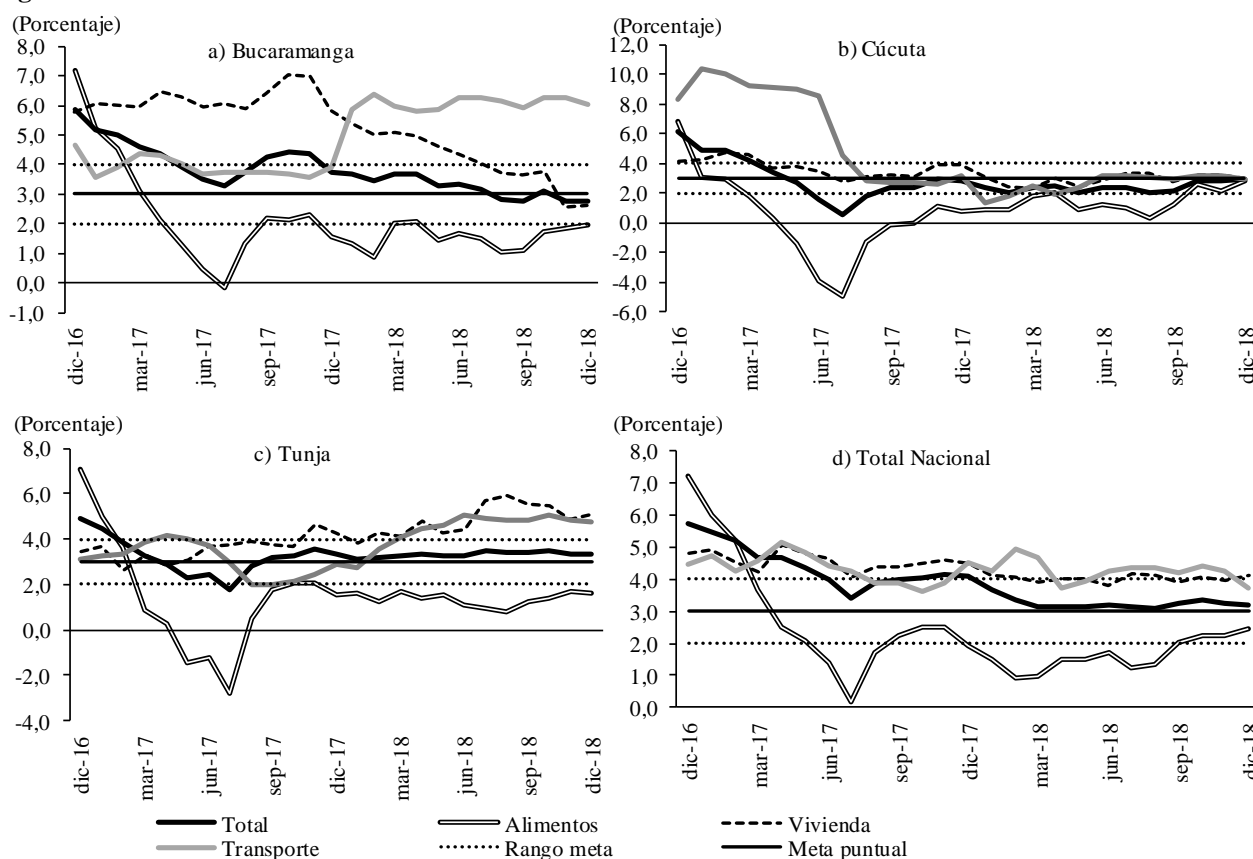 (Porcentaje)
a) Bucaramanga
8,0
7,0
6,0
5,0
4,0
3,0
2,0
1,0
0,0
-1,0
dic-16
mar-17
jun-17
sep-17
dic-17
mar-18
jun-18
sep-18
dic-18
(Porcentaje)
b) Cúcuta
12,0
10,0
8,0
6,0
4,0
2,0
0,0
-2,0
-4,0
-6,0
dic-16
mar-17
jun-17
sep-17
dic-17
mar-18
jun-18
sep-18
dic-18
(Porcentaje)
c) Tunja
8,0
6,0
4,0
2,0
0,0
-2,0
-4,0
dic-16
mar-17
jun-17
sep-17
dic-17
mar-18
jun-18
sep-18
dic-18
(Porcentaje)
d) Total Nacional
8,0
7,0
6,0
5,0
4,0
3,0
2,0
1,0
0,0
dic-16
mar-17
jun-17
sep-17
dic-17
mar-18
jun-18
sep-18
dic-18
Total
Alimentos
Vivienda
Transporte
Rango meta
Meta puntual